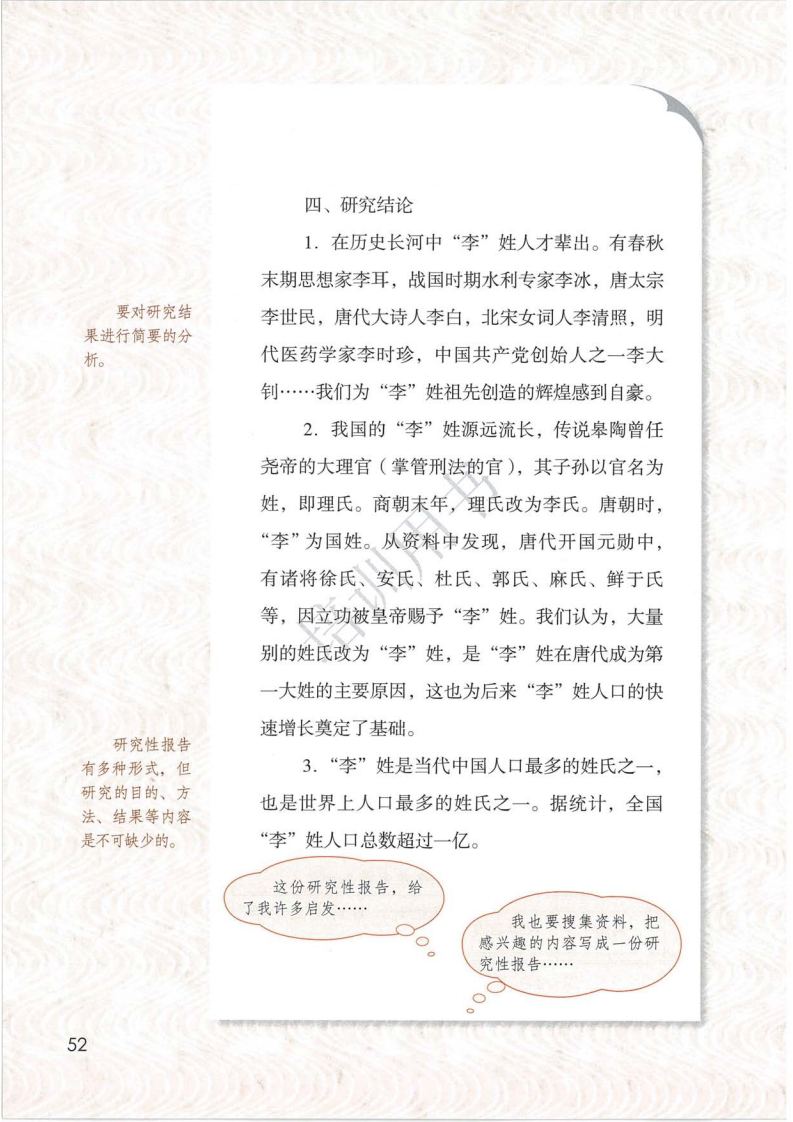 四、研究结论
1．在历史长河中“李”姓人才辈出。有春秋
末期思想家李耳，战国时期水利专家李冰，唐太宗
李世民，唐代大诗人李白，北宋女词人李清照，明
代医药学家李时珍，中国共产党创始人之一李大
钊……我们为“李”姓祖先创造的辉煌感到自豪。
2．我国的“李”姓源远流长，传说皋陶曾任
尧帝的大理官（掌管刑法的官），其子孙以官名为
姓，即理氏。商朝末年，理氏改为李氏。唐朝时，
“李”为国姓。从资料中发现，唐代开国元勋中，
有诸将徐氏、安氏、杜氏、郭氏、麻氏、鲜于氏
等，因立功被皇帝赐予“李”姓。我们认为，大量
别的姓氏改为“李”姓，是“李”姓在唐代成为第
一大姓的主要原因，这也为后来“李”姓人口的快
速增长奠定了基础。
3．“李”姓是当代中国人口最多的姓氏之一，
也是世界上人口最多的姓氏之一。据统计，全国
“李”姓人口总数超过一亿。
要对研究结
果进行简要的分
析。
研究性报告
有多种形式，但
研究的目的、方
法、结果等内容
是不可缺少的。
这份研究性报告，给
了我许多启发……
我也要搜集资料，把
感兴趣的内容写成一份研
究性报告……
培训用书
52